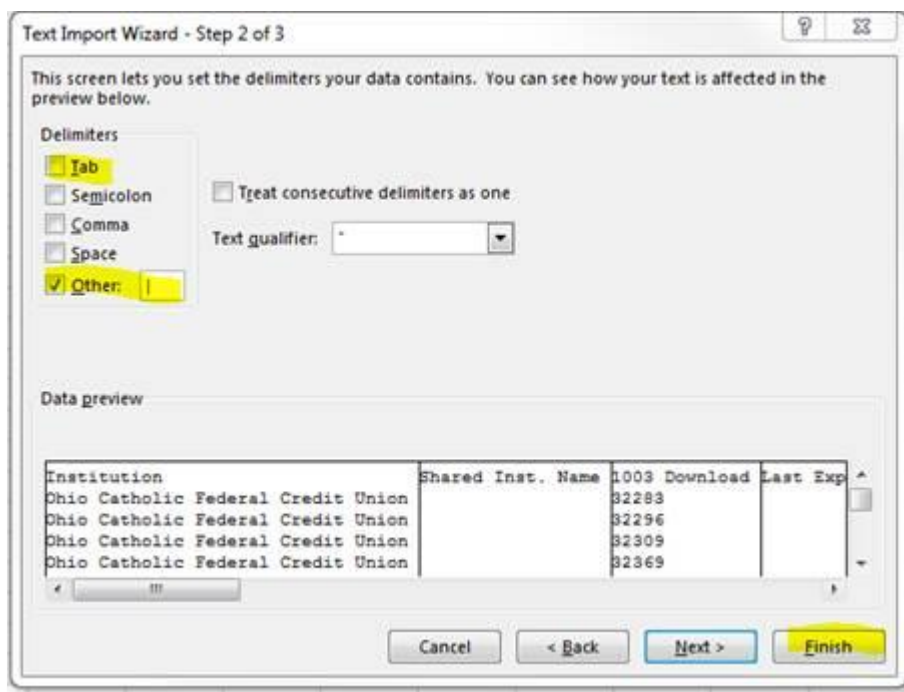 Text Import Wizard - Step 2 of 3
This screen lets you set the delimiters your data contains. You can see how your text is affected in the
preview below.
Delimiters
Tab
Semicolon
Comma
Space
Other: |
Treat consecutive delimiters as one
Text qualifier: "
Data preview
Institution Shared Inst. Name 1003 Download Last Exp
Ohio Catholic Federal Credit Union 32283
Ohio Catholic Federal Credit Union 32296
Ohio Catholic Federal Credit Union 32309
Ohio Catholic Federal Credit Union 32369
Cancel < Back Next > Finish